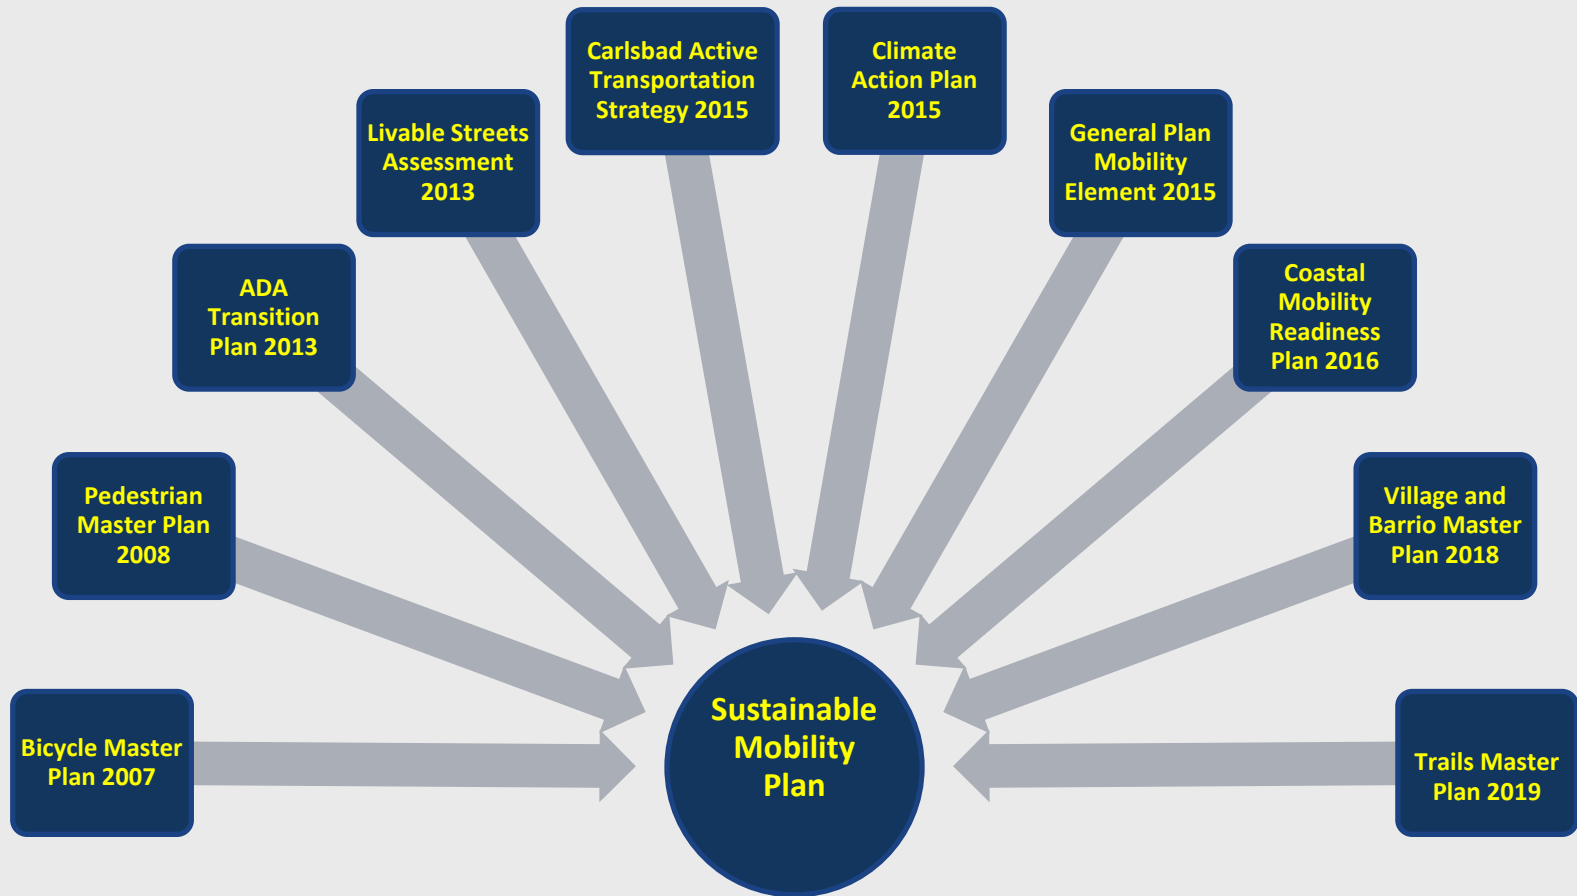 Carlsbad Active
Transportation
Strategy 2015
Climate
Action Plan
2015
Livable Streets
Assessment
2013
General Plan
Mobility
Element 2015
ADA
Transition
Plan 2013
Coastal
Mobility
Readiness
Plan 2016
Pedestrian
Master Plan
2008
Village and
Barrio Master
Plan 2018
Bicycle Master
Plan 2007
Sustainable
Mobility
Plan
Trails Master
Plan 2019